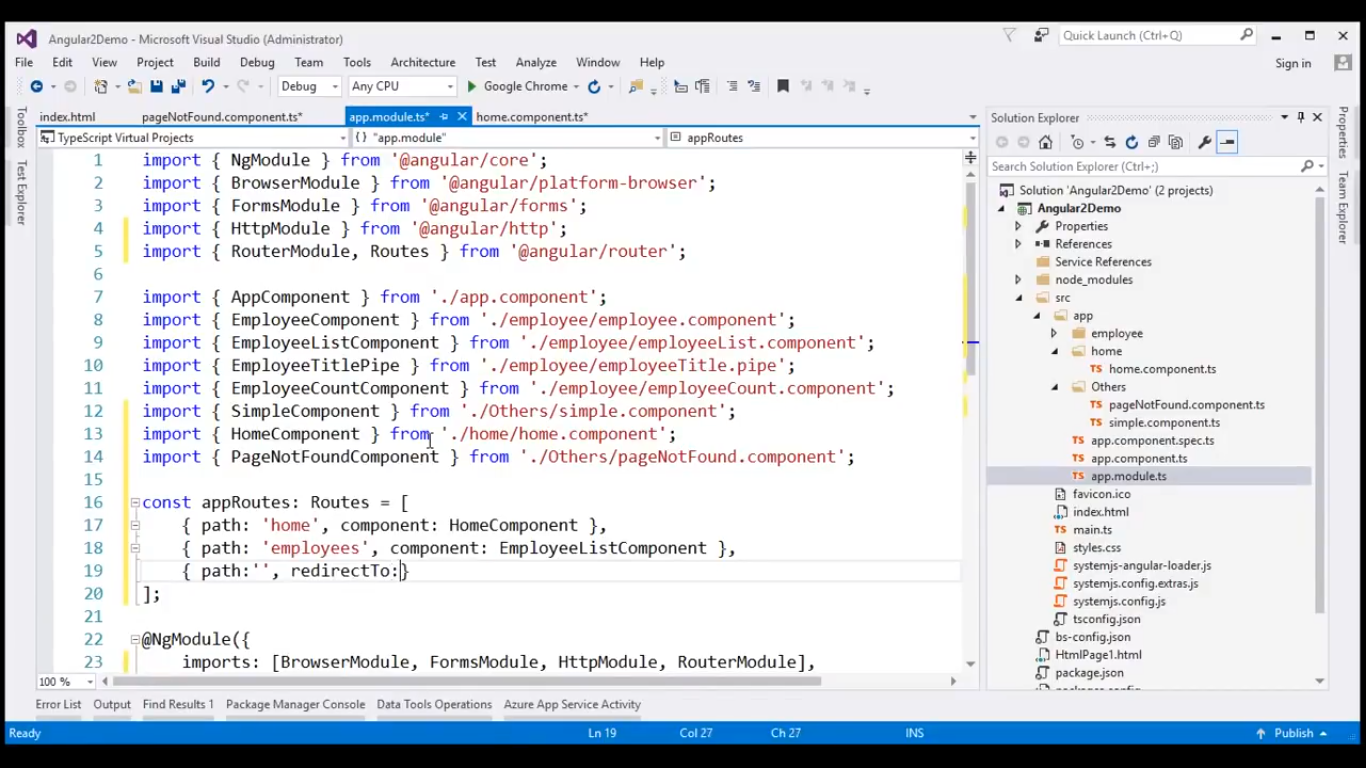 Angular2Demo - Microsoft Visual Studio (Administrator)
Quick Launch (Ctrl+Q)
File Edit View Project Build Debug Team Tools Architecture Test Analyze Window Help
Sign in
Debug Any CPU Google Chrome
Toolbox
Test Explorer
index.html pageNotFound.component.ts* app.module.ts* home.component.ts*
TypeScript Virtual Projects {} "app.module" appRoutes
1 import { NgModule } from '@angular/core';
2 import { BrowserModule } from '@angular/platform-browser';
3 import { FormsModule } from '@angular/forms';
4 import { HttpModule } from '@angular/http';
5 import { RouterModule, Routes } from '@angular/router';
6
7 import { AppComponent } from './app.component';
8 import { EmployeeComponent } from './employee/employee.component';
9 import { EmployeeListComponent } from './employee/employeeList.component';
10 import { EmployeeTitlePipe } from './employee/employeeTitle.pipe';
11 import { EmployeeCountComponent } from './employee/employeeCount.component';
12 import { SimpleComponent } from './Others/simple.component';
13 import { HomeComponent } from './home/home.component';
14 import { PageNotFoundComponent } from './Others/pageNotFound.component';
15
16 const appRoutes: Routes = [
17 { path: 'home', component: HomeComponent },
18 { path: 'employees', component: EmployeeListComponent },
19 { path:'', redirectTo:}
20 ];
21
22 @NgModule({
23 imports: [BrowserModule, FormsModule, HttpModule, RouterModule],
100 %
Solution Explorer
Search Solution Explorer (Ctrl+;)
Solution 'Angular2Demo' (2 projects)
Angular2Demo
Properties
References
Service References
node_modules
src
app
employee
home
TS home.component.ts
Others
TS pageNotFound.component.ts
TS simple.component.ts
TS app.component.spec.ts
TS app.component.ts
TS app.module.ts
favicon.ico
index.html
TS main.ts
styles.css
systemjs-angular-loader.js
systemjs.config.extras.js
systemjs.config.js
tsconfig.json
bs-config.json
HtmlPage1.html
package.json
Properties
Team Explorer
Error List Output Find Results 1 Package Manager Console Data Tools Operations Azure App Service Activity
Ready Ln 19 Col 27 Ch 27 INS Publish